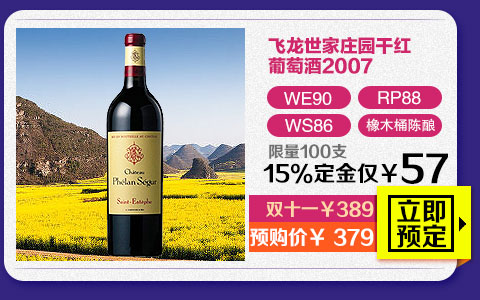 飞龙世家庄园干红
葡萄酒2007
WE90
RP88
WS86
橡木桶陈酿
限量100支
15%定金仅￥57
双十一￥389
预购价￥ 379
立即
预定
Château
Phélan Ségur
Saint-Estèphe